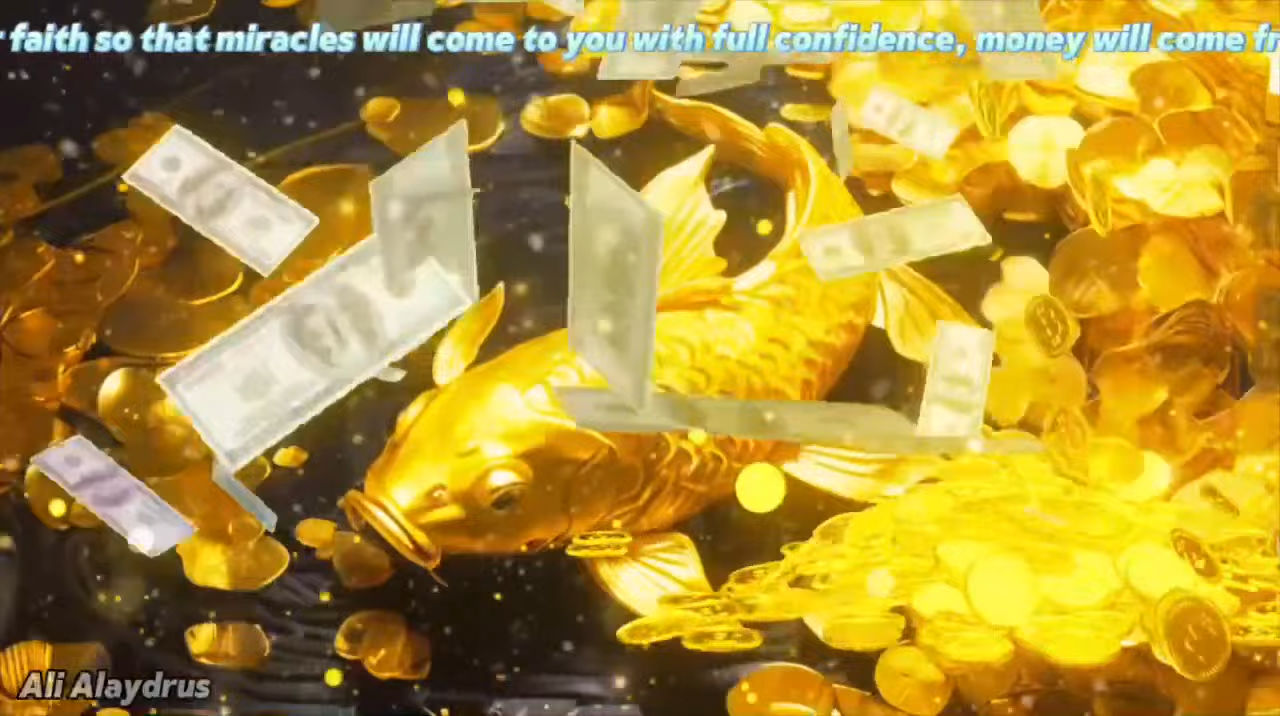 faith so that miracles will come to you with full confidence, money will come
Ali Alaydrus